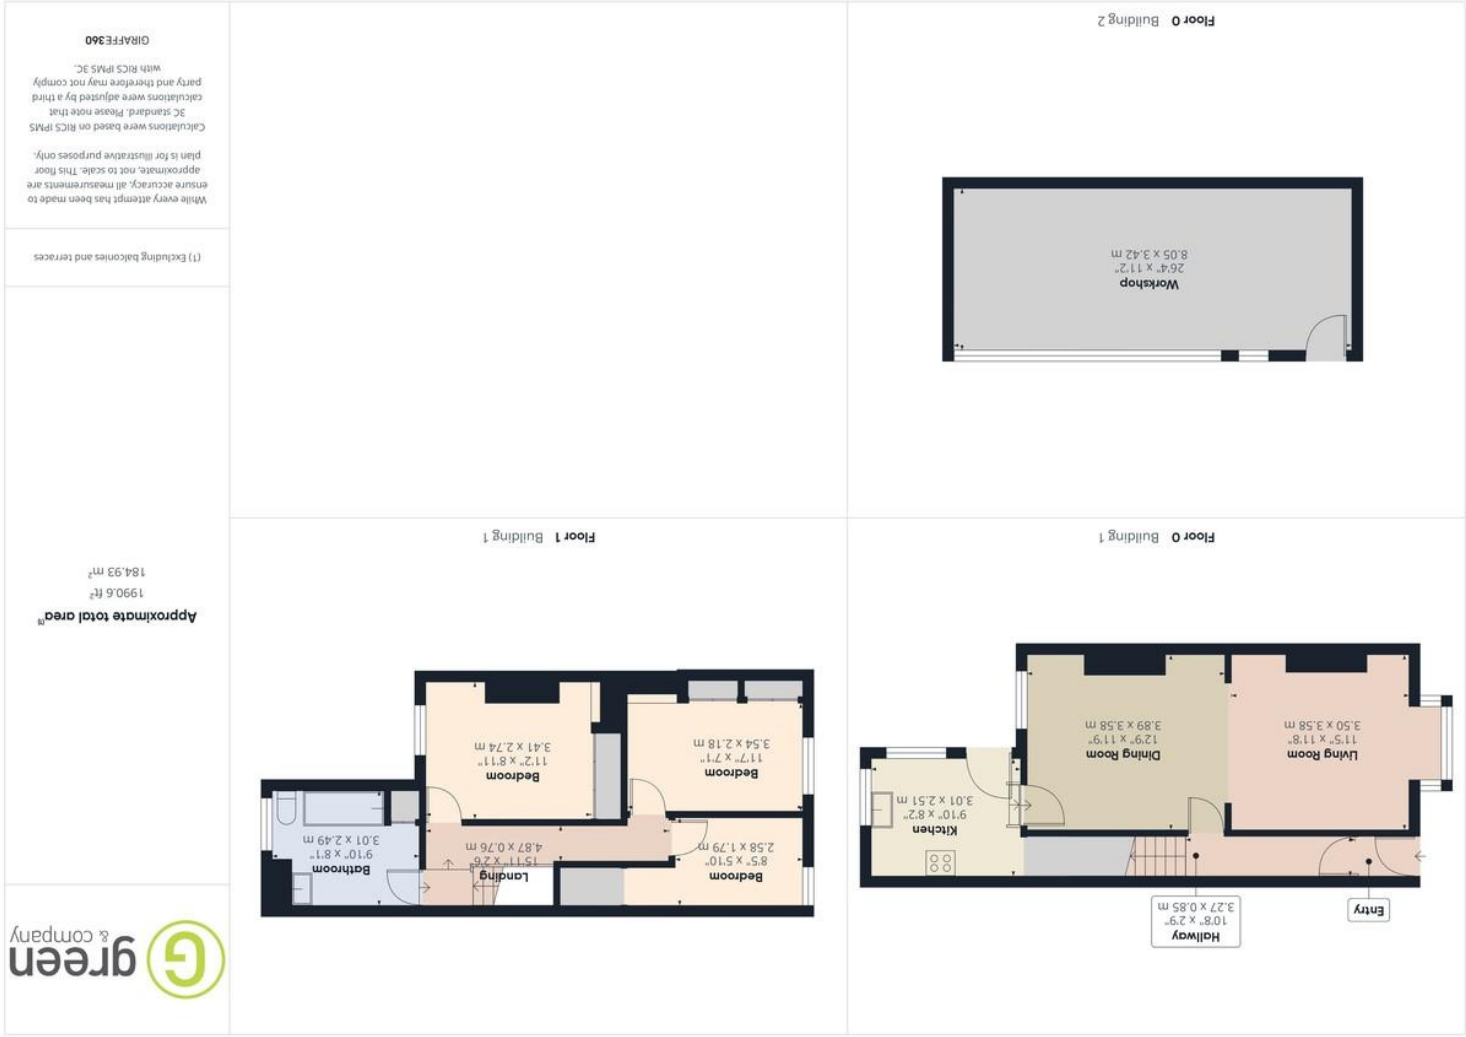 Entry
Hallway
10'8" x 2'9"
3.27 x 0.85 m
Living Room
11'5" x 11'8"
3.50 x 3.58 m
Dining Room
12'9" x 11'9"
3.89 x 3.58 m
Kitchen
9'10" x 8'2"
3.01 x 2.51 m
Floor 0 Building 1
Bedroom
8'5" x 5'10"
2.58 x 1.79 m
Landing
15'11" x 2'6"
4.87 x 0.76 m
Bathroom
9'10" x 8'1"
3.01 x 2.49 m
Bedroom
11'7" x 7'1"
3.54 x 2.18 m
Bedroom
11'2" x 8'11"
3.41 x 2.74 m
Floor 1 Building 1
Workshop
26'4" x 11'2"
8.05 x 3.42 m
Floor 0 Building 2
G green
& company
Approximate total area(1)
1990.6 ft²
184.93 m²
(1) Excluding balconies and terraces
While every attempt has been made to
ensure accuracy, all measurements are
approximate, not to scale. This floor
plan is for illustrative purposes only.
Calculations were based on RICS IPMS
3C standard. Please note that
calculations were adjusted by a third
party and therefore may not comply
with RICS IPMS 3C.
GIRAFFE360